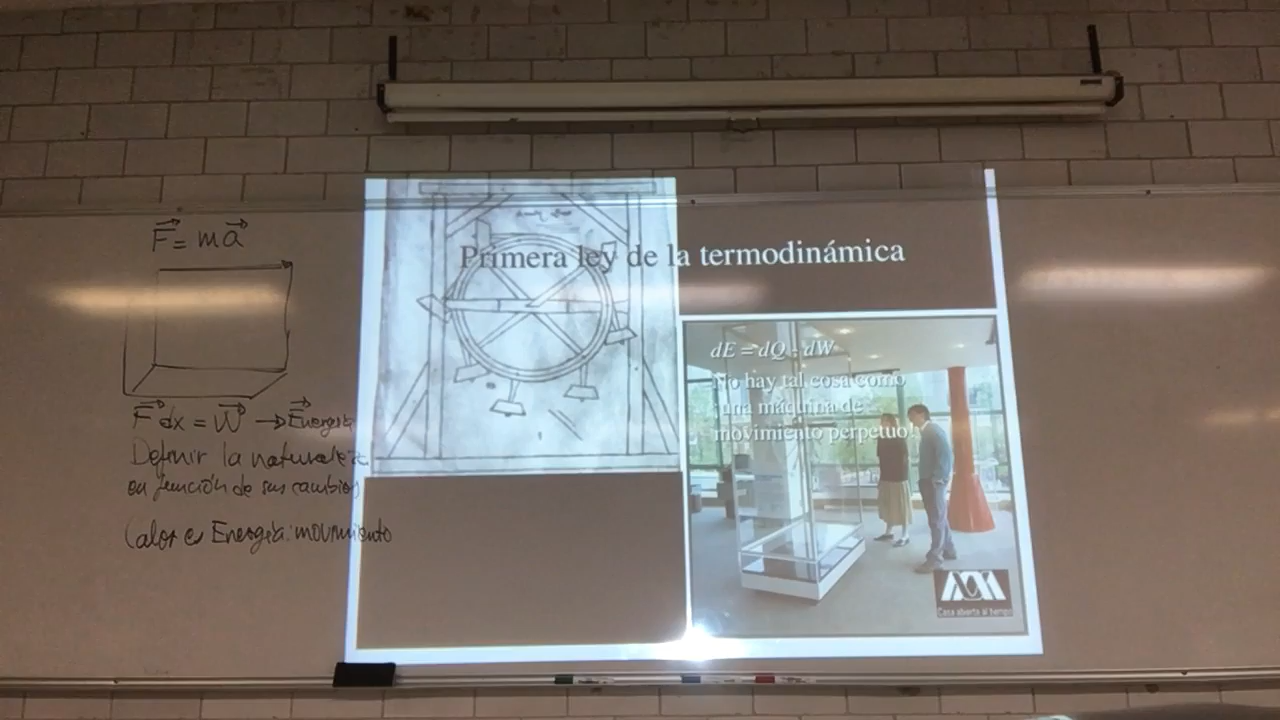 F = ma
F dx = W → Energía
Definir la naturaleza
en función de sus cambios
Calor es Energía: movimiento
Primera ley de la termodinámica
dE = dQ - dW
No hay tal cosa como
una máquina de
movimiento perpetuo!
Casa abierta al tiempo